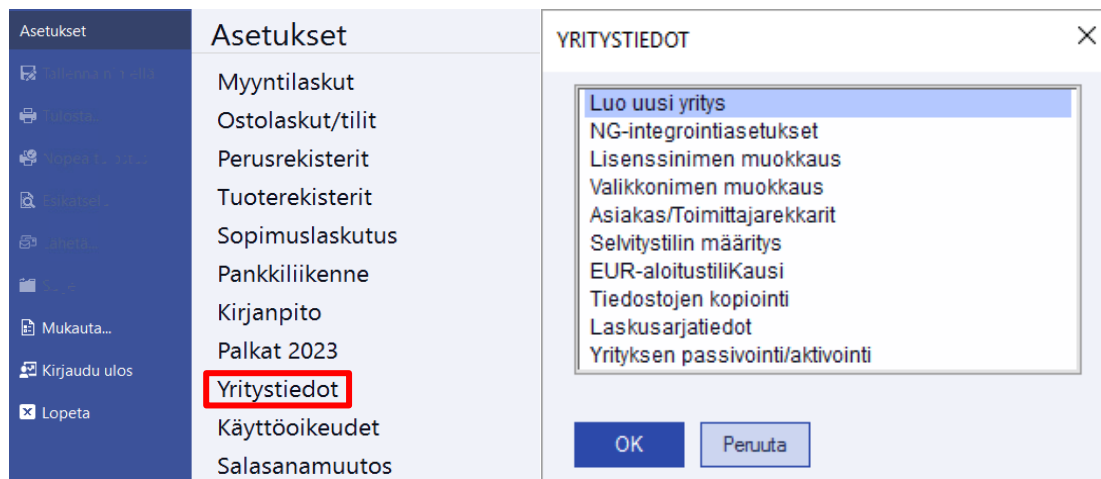 Asetukset
Tulosta...
Mukauta...
Kirjaudu ulos
Lopeta
Asetukset
Myyntilaskut
Ostolaskut/tilit
Perusrekisterit
Tuoterekisterit
Sopimuslaskutus
Pankkiliikenne
Kirjanpito
Palkat 2023
Yritystiedot
Käyttöoikeudet
Salasanamuutos
YRITYSTIEDOT
Luo uusi yritys
NG-integrointiasetukset
Lisenssinimen muokkaus
Valikkonimen muokkaus
Asiakas/Toimittajarekkarit
Selvitystilin määritys
EUR-aloitustiliKausi
Tiedostojen kopiointi
Laskusarjatiedot
Yrityksen passivointi/aktivointi
OK
Peruuta